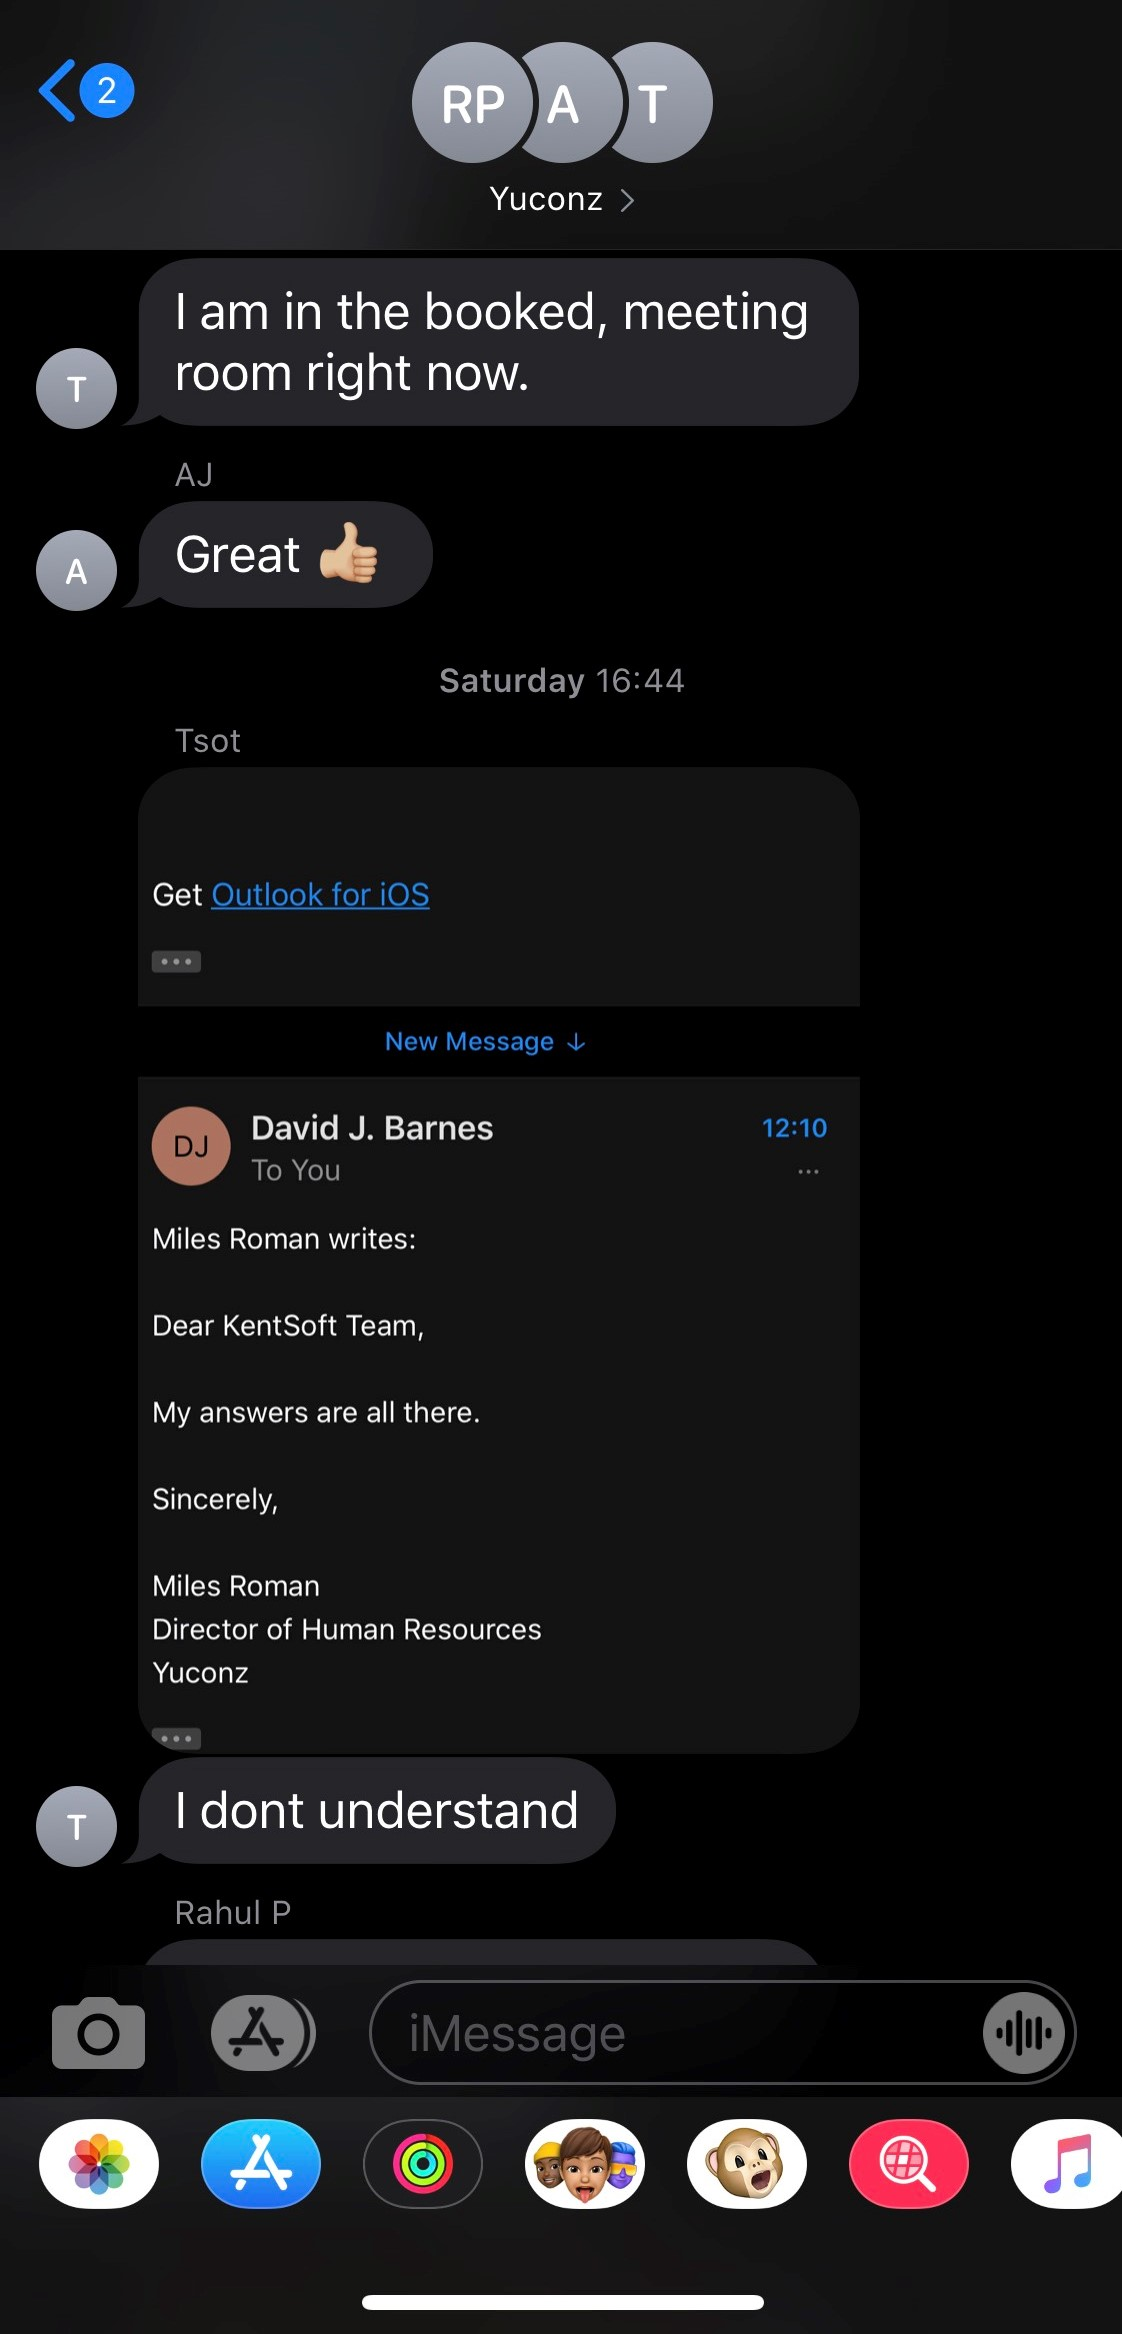 2
RP A T
Yuconz
I am in the booked, meeting
room right now.
T
AJ
Great 👍🏼
A
Saturday 16:44
Tsot
Get Outlook for iOS
New Message ↓
DJ
David J. Barnes
12:10
To You
Miles Roman writes:
Dear KentSoft Team,
My answers are all there.
Sincerely,
Miles Roman
Director of Human Resources
Yuconz
I dont understand
T
Rahul P
iMessage